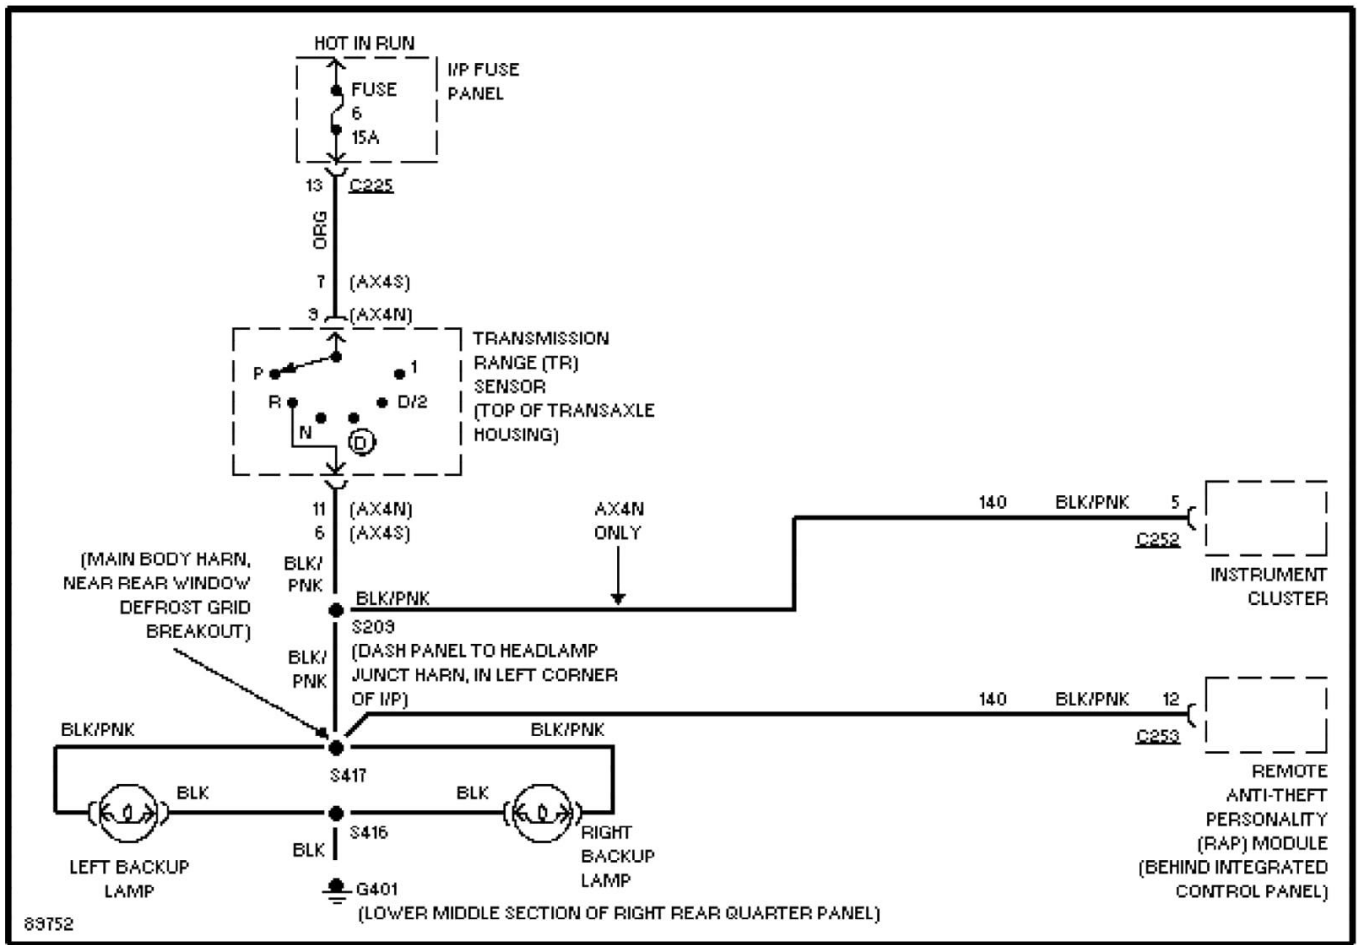 HOT IN RUN
I/P FUSE
PANEL
FUSE
6
15A
13
C225
ORG
7
(AX4S)
9
(AX4N)
TRANSMISSION
RANGE (TR)
SENSOR
(TOP OF TRANSAXLE
HOUSING)
P
1
R
D/2
N
D
11
(AX4N)
6
(AX4S)
AX4N
ONLY
140
BLK/PNK
5
C252
INSTRUMENT
CLUSTER
(MAIN BODY HARN,
NEAR REAR WINDOW
DEFROST GRID
BREAKOUT)
BLK/
PNK
BLK/PNK
S209
(DASH PANEL TO HEADLAMP
JUNCT HARN, IN LEFT CORNER
OF I/P)
BLK/
PNK
140
BLK/PNK
12
C253
REMOTE
ANTI-THEFT
PERSONALITY
(RAP) MODULE
(BEHIND INTEGRATED
CONTROL PANEL)
BLK/PNK
BLK/PNK
S417
BLK
BLK
S416
LEFT BACKUP
LAMP
RIGHT
BACKUP
LAMP
BLK
G401
(LOWER MIDDLE SECTION OF RIGHT REAR QUARTER PANEL)
89752